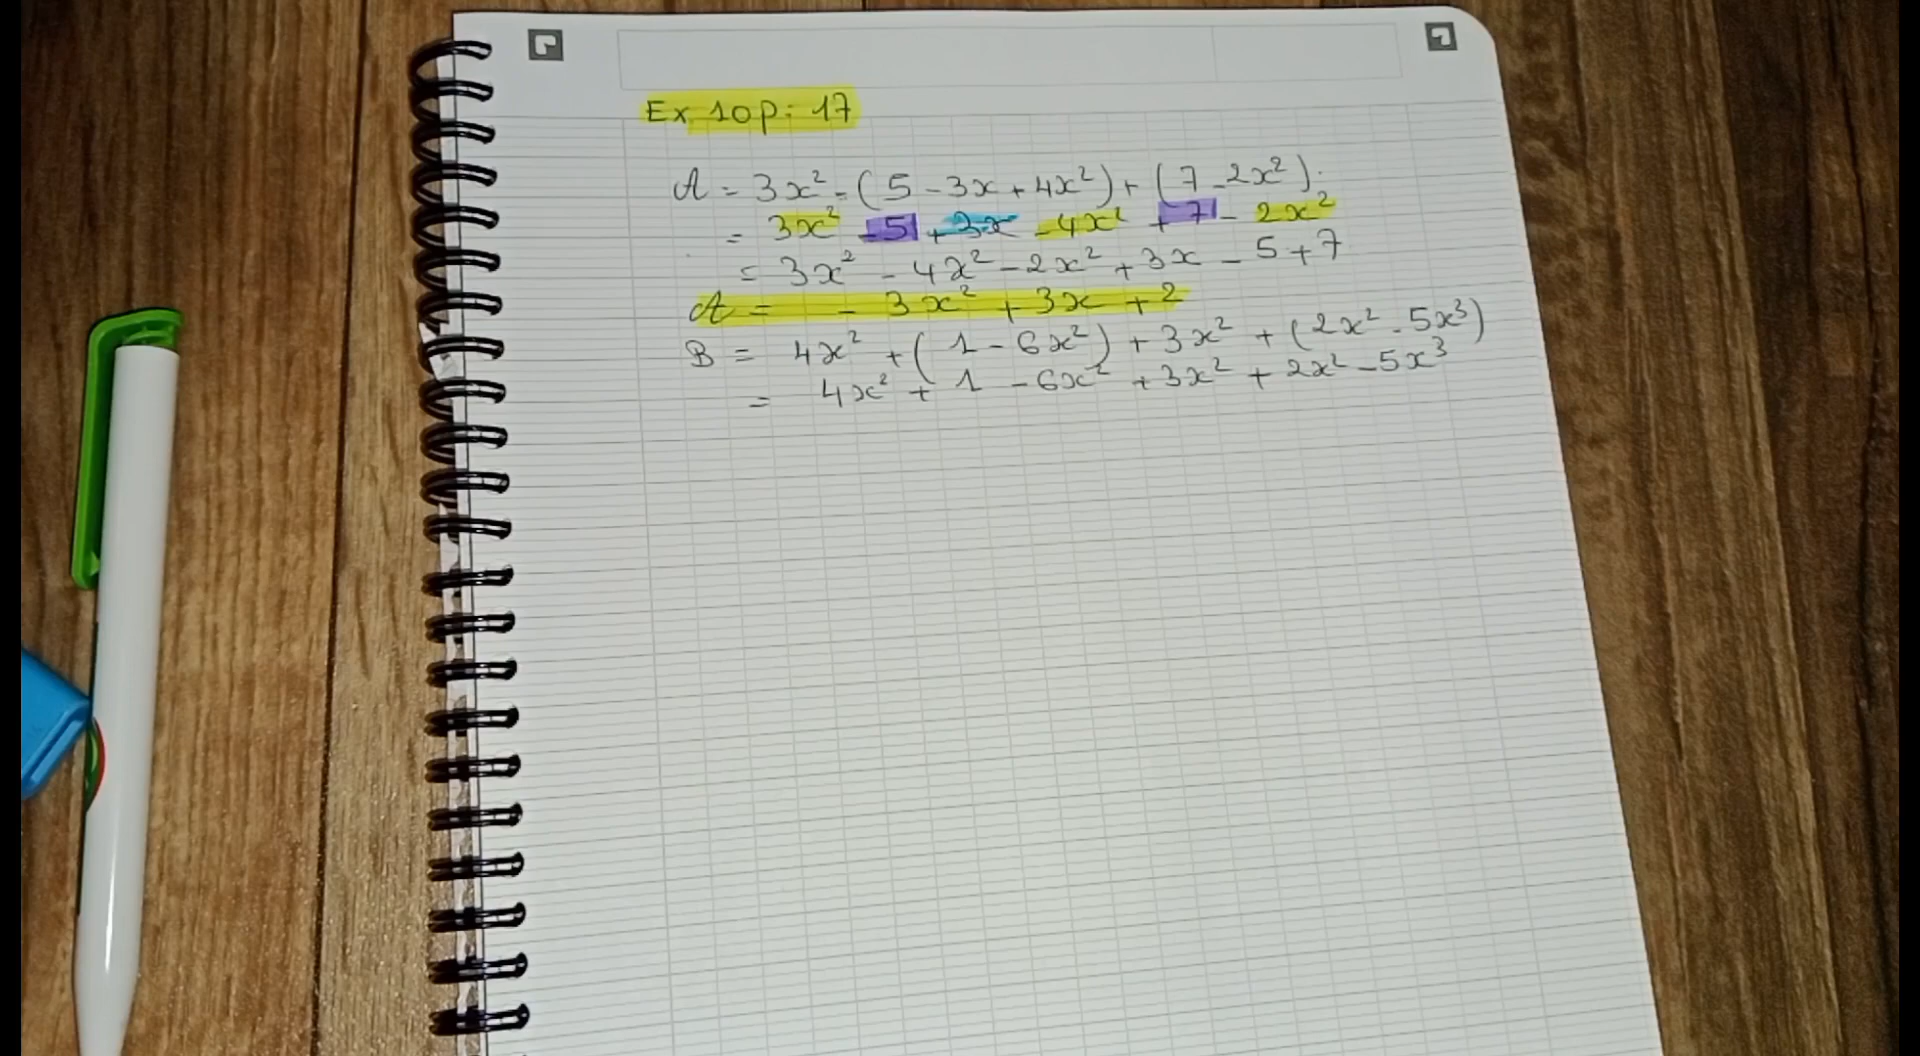 Ex 10 p: 17
A = 3x² - (5 - 3x + 4x²) + (7 - 2x²).
= 3x² - 5 + 3x - 4x² + 7 - 2x²
= 3x² - 4x² - 2x² + 3x - 5 + 7
A = - 3x² + 3x + 2
B = 4x² + (1 - 6x²) + 3x² + (2x² - 5x³)
= 4x² + 1 - 6x² + 3x² + 2x² - 5x³